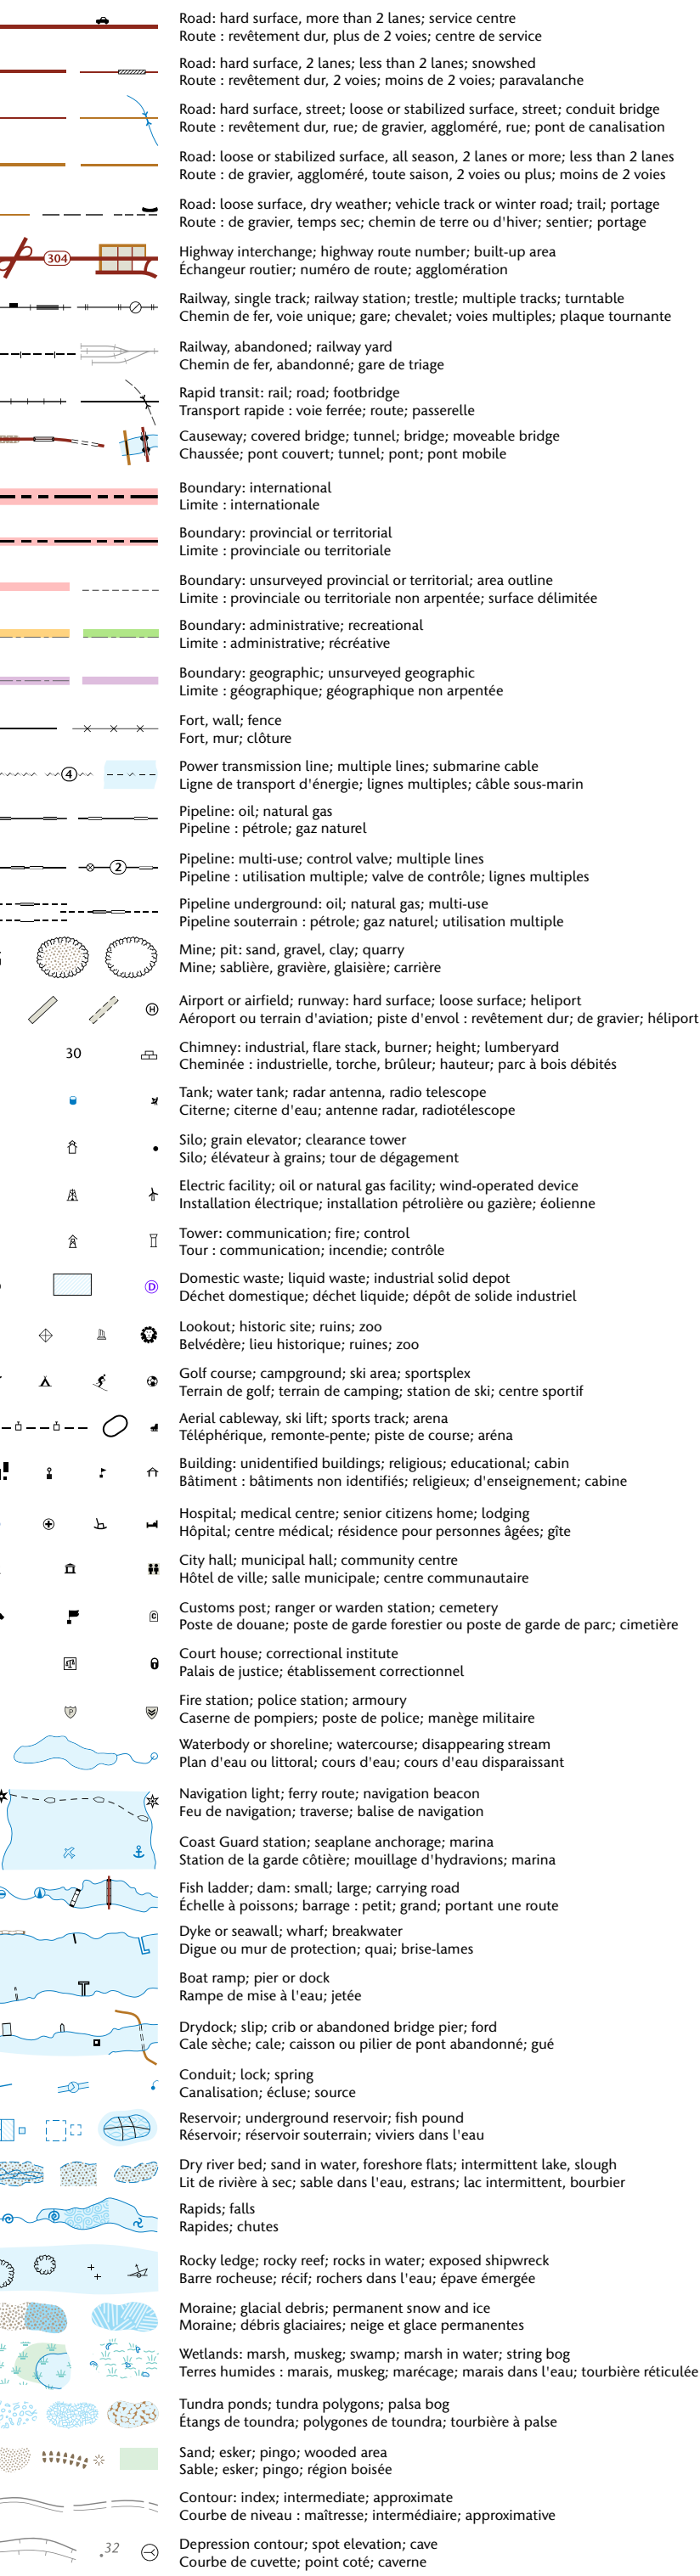 Road: hard surface, more than 2 lanes; service centre
Route : revêtement dur, plus de 2 voies; centre de service
Road: hard surface, 2 lanes; less than 2 lanes; snowshed
Route : revêtement dur, 2 voies; moins de 2 voies; paravalanche
Road: hard surface, street; loose or stabilized surface, street; conduit bridge
Route : revêtement dur, rue; de gravier, aggloméré, rue; pont de canalisation
Road: loose or stabilized surface, all season, 2 lanes or more; less than 2 lanes
Route : de gravier, aggloméré, toute saison, 2 voies ou plus; moins de 2 voies
Road: loose surface, dry weather; vehicle track or winter road; trail; portage
Route : de gravier, temps sec; chemin de terre ou d'hiver; sentier; portage
304
Highway interchange; highway route number; built-up area
Échangeur routier; numéro de route; agglomération
Railway, single track; railway station; trestle; multiple tracks; turntable
Chemin de fer, voie unique; gare; chevalet; voies multiples; plaque tournante
Railway, abandoned; railway yard
Chemin de fer, abandonné; gare de triage
Rapid transit: rail; road; footbridge
Transport rapide : voie ferrée; route; passerelle
Causeway; covered bridge; tunnel; bridge; moveable bridge
Chaussée; pont couvert; tunnel; pont; pont mobile
Boundary: international
Limite : internationale
Boundary: provincial or territorial
Limite : provinciale ou territoriale
Boundary: unsurveyed provincial or territorial; area outline
Limite : provinciale ou territoriale non arpentée; surface délimitée
Boundary: administrative; recreational
Limite : administrative; récréative
Boundary: geographic; unsurveyed geographic
Limite : géographique; géographique non arpentée
Fort, wall; fence
Fort, mur; clôture
4
Power transmission line; multiple lines; submarine cable
Ligne de transport d'énergie; lignes multiples; câble sous-marin
Pipeline: oil; natural gas
Pipeline : pétrole; gaz naturel
2
Pipeline: multi-use; control valve; multiple lines
Pipeline : utilisation multiple; valve de contrôle; lignes multiples
Pipeline underground: oil; natural gas; multi-use
Pipeline souterrain : pétrole; gaz naturel; utilisation multiple
Mine; pit: sand, gravel, clay; quarry
Mine; sablière, gravière, glaisière; carrière
H
Airport or airfield; runway: hard surface; loose surface; heliport
Aéroport ou terrain d'aviation; piste d'envol : revêtement dur; de gravier; héliport
30
Chimney: industrial, flare stack, burner; height; lumberyard
Cheminée : industrielle, torche, brûleur; hauteur; parc à bois débités
Tank; water tank; radar antenna, radio telescope
Citerne; citerne d'eau; antenne radar, radiotélescope
Silo; grain elevator; clearance tower
Silo; élévateur à grains; tour de dégagement
Electric facility; oil or natural gas facility; wind-operated device
Installation électrique; installation pétrolière ou gazière; éolienne
Tower: communication; fire; control
Tour : communication; incendie; contrôle
D
Domestic waste; liquid waste; industrial solid depot
Déchet domestique; déchet liquide; dépôt de solide industriel
Lookout; historic site; ruins; zoo
Belvédère; lieu historique; ruines; zoo
Golf course; campground; ski area; sportsplex
Terrain de golf; terrain de camping; station de ski; centre sportif
Aerial cableway, ski lift; sports track; arena
Téléphérique, remonte-pente; piste de course; aréna
Building: unidentified buildings; religious; educational; cabin
Bâtiment : bâtiments non identifiés; religieux; d'enseignement; cabine
Hospital; medical centre; senior citizens home; lodging
Hôpital; centre médical; résidence pour personnes âgées; gîte
City hall; municipal hall; community centre
Hôtel de ville; salle municipale; centre communautaire
C
Customs post; ranger or warden station; cemetery
Poste de douane; poste de garde forestier ou poste de garde de parc; cimetière
Court house; correctional institute
Palais de justice; établissement correctionnel
P
Fire station; police station; armoury
Caserne de pompiers; poste de police; manège militaire
Waterbody or shoreline; watercourse; disappearing stream
Plan d'eau ou littoral; cours d'eau; cours d'eau disparaissant
Navigation light; ferry route; navigation beacon
Feu de navigation; traverse; balise de navigation
Coast Guard station; seaplane anchorage; marina
Station de la garde côtière; mouillage d'hydravions; marina
Fish ladder; dam: small; large; carrying road
Échelle à poissons; barrage : petit; grand; portant une route
Dyke or seawall; wharf; breakwater
Digue ou mur de protection; quai; brise-lames
Boat ramp; pier or dock
Rampe de mise à l'eau; jetée
Drydock; slip; crib or abandoned bridge pier; ford
Cale sèche; cale; caisson ou pilier de pont abandonné; gué
Conduit; lock; spring
Canalisation; écluse; source
Reservoir; underground reservoir; fish pound
Réservoir; réservoir souterrain; viviers dans l'eau
Dry river bed; sand in water, foreshore flats; intermittent lake, slough
Lit de rivière à sec; sable dans l'eau, estrans; lac intermittent, bourbier
Rapids; falls
Rapides; chutes
Rocky ledge; rocky reef; rocks in water; exposed shipwreck
Barre rocheuse; récif; rochers dans l'eau; épave émergée
Moraine; glacial debris; permanent snow and ice
Moraine; débris glaciaires; neige et glace permanentes
Wetlands: marsh, muskeg; swamp; marsh in water; string bog
Terres humides : marais, muskeg; marécage; marais dans l'eau; tourbière réticulée
Tundra ponds; tundra polygons; palsa bog
Étangs de toundra; polygones de toundra; tourbière à palse
Sand; esker; pingo; wooded area
Sable; esker; pingo; région boisée
Contour: index; intermediate; approximate
Courbe de niveau : maîtresse; intermédiaire; approximative
.32
Depression contour; spot elevation; cave
Courbe de cuvette; point coté; caverne